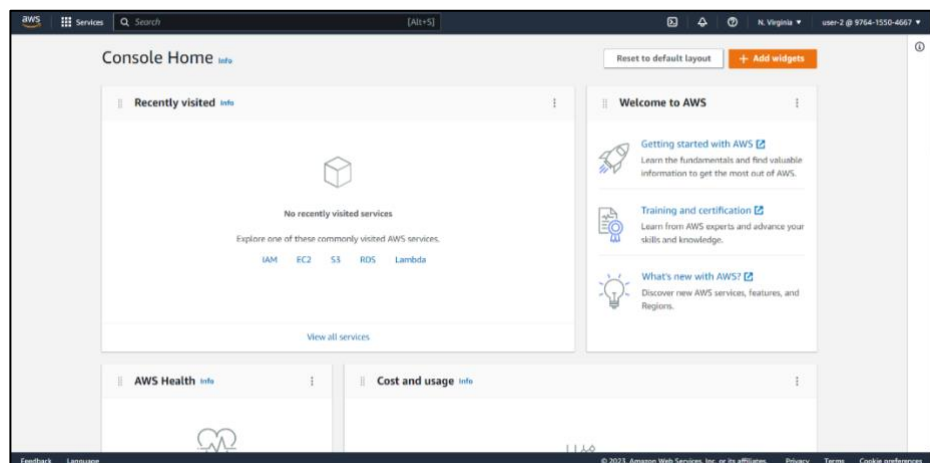 aws Services Search [Alt+S] N. Virginia user-2 @ 9764-1550-4667
Console Home Info
Reset to default layout + Add widgets
Recently visited Info
No recently visited services
Explore one of these commonly visited AWS services.
IAM EC2 S3 RDS Lambda
View all services
Welcome to AWS
Getting started with AWS
Learn the fundamentals and find valuable
information to get the most out of AWS.
Training and certification
Learn from AWS experts and advance your
skills and knowledge.
What's new with AWS?
Discover new AWS services, features, and
Regions.
AWS Health Info
Cost and usage Info
Feedback Language © 2023, Amazon Web Services, Inc. or its affiliates. Privacy Terms Cookie preferences